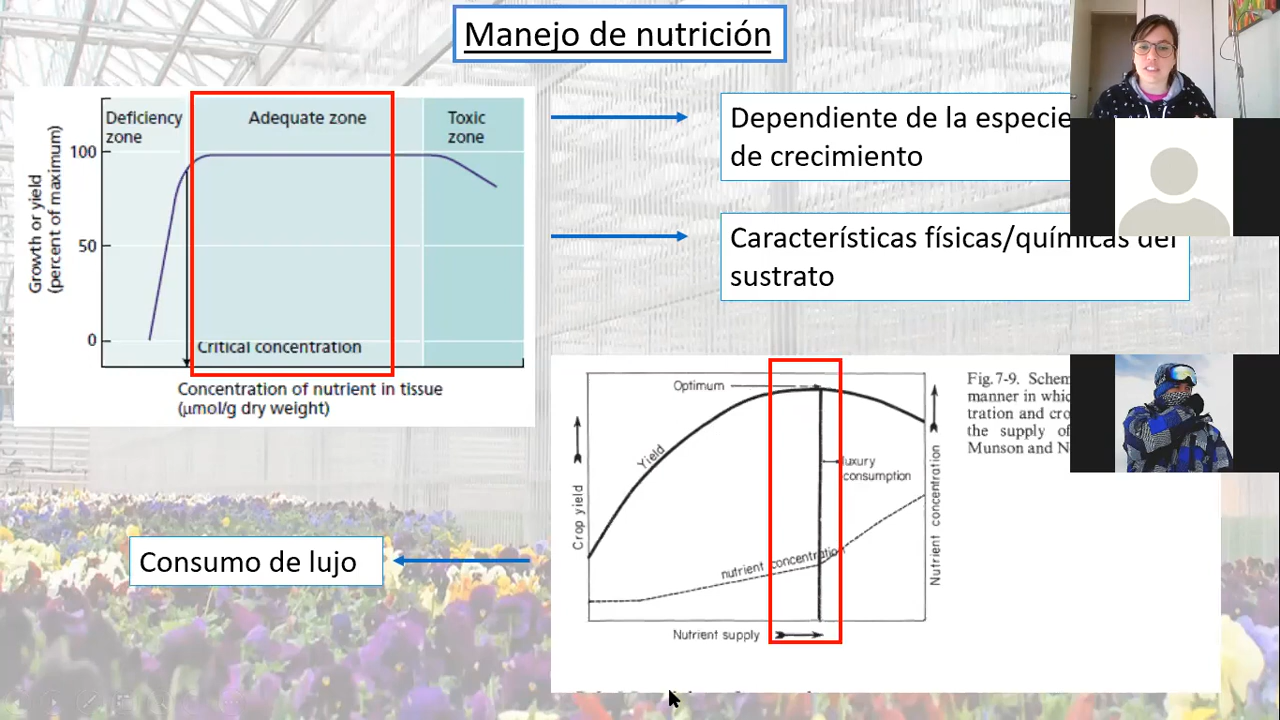 Manejo de nutrición
Deficiency
zone
Adequate zone
Toxic
zone
Growth or yield
(percent of maximum)
100
50
0
Critical concentration
Concentration of nutrient in tissue
(µmol/g dry weight)
Dependiente de la especie
de crecimiento
Características físicas/químicas del
sustrato
Optimum
Yield
luxury
consumption
nutrient concentration
Crop yield
Nutrient concentration
Nutrient supply
Fig. 7-9. Schem
manner in whic
tration and cro
the supply of
Munson and N
Consumo de lujo